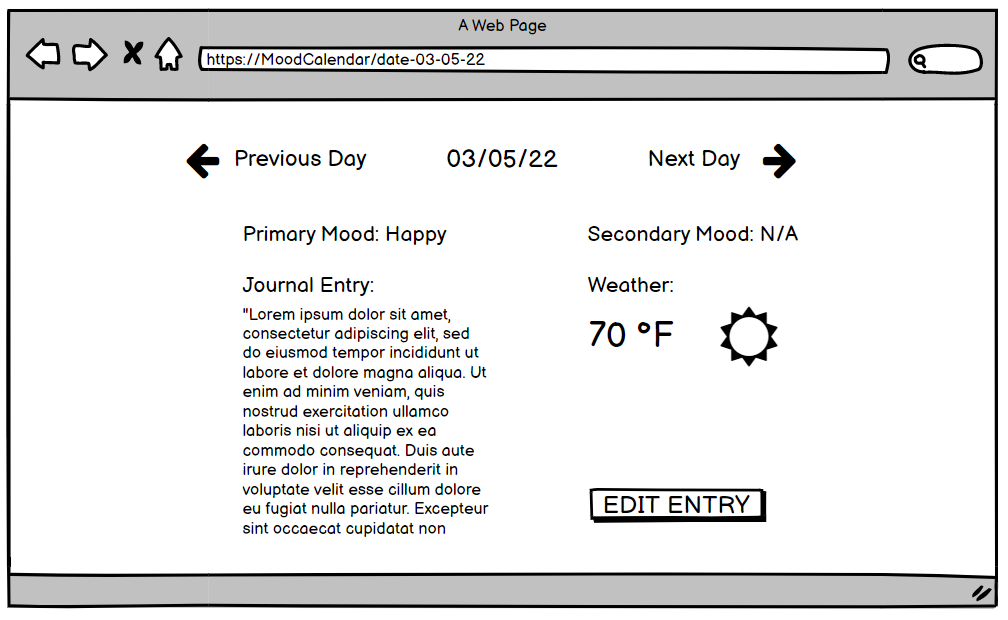 A Web Page
https://MoodCalendar/date-03-05-22
Previous Day
03/05/22
Next Day
Primary Mood: Happy
Secondary Mood: N/A
Journal Entry:
"Lorem ipsum dolor sit amet,
consectetur adipiscing elit, sed
do eiusmod tempor incididunt ut
labore et dolore magna aliqua. Ut
enim ad minim veniam, quis
nostrud exercitation ullamco
laboris nisi ut aliquip ex ea
commodo consequat. Duis aute
irure dolor in reprehenderit in
voluptate velit esse cillum dolore
eu fugiat nulla pariatur. Excepteur
sint occaecat cupidatat non
Weather:
70 °F
EDIT ENTRY